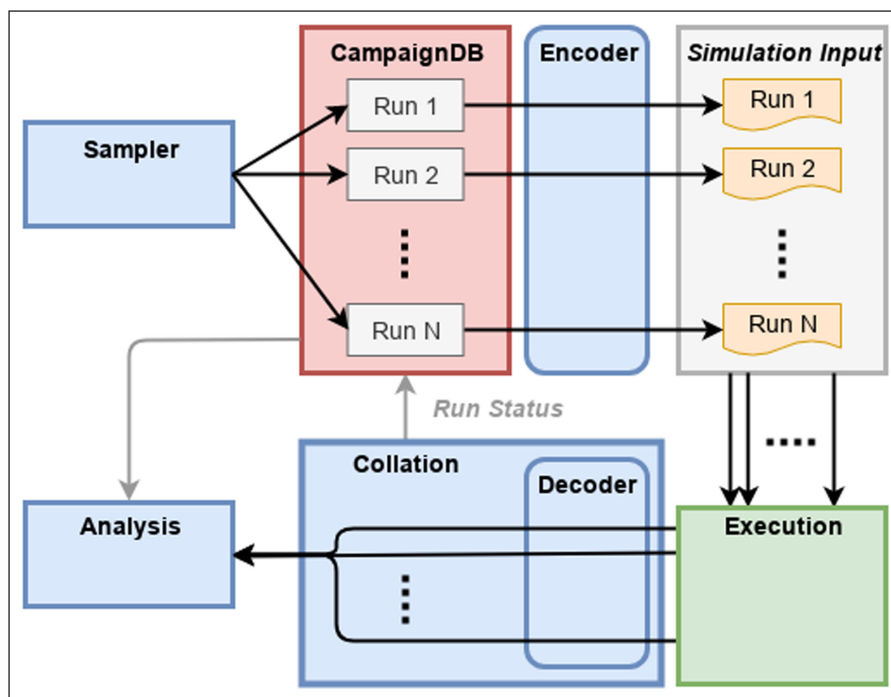 CampaignDB
Encoder
Simulation Input
Run 1
Run 1
Sampler
Run 2
Run 2
Run N
Run N
Run Status
Collation
Decoder
Analysis
Execution